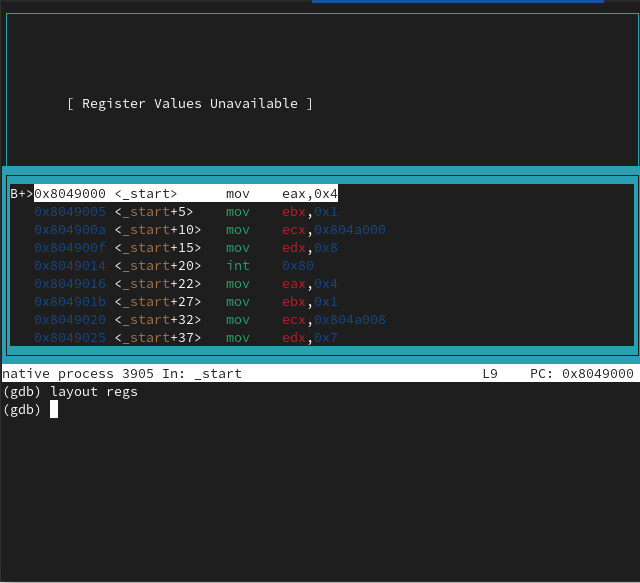 [ Register Values Unavailable ]
B+>0x8049000 <_start>      mov    eax,0x4
0x8049005 <_start+5>    mov    ebx,0x1
0x804900a <_start+10>   mov    ecx,0x804a000
0x804900f <_start+15>   mov    edx,0x8
0x8049014 <_start+20>   int    0x80
0x8049016 <_start+22>   mov    eax,0x4
0x804901b <_start+27>   mov    ebx,0x1
0x8049020 <_start+32>   mov    ecx,0x804a008
0x8049025 <_start+37>   mov    edx,0x7
native process 3905 In: _start                              L9    PC: 0x8049000
(gdb) layout regs
(gdb)